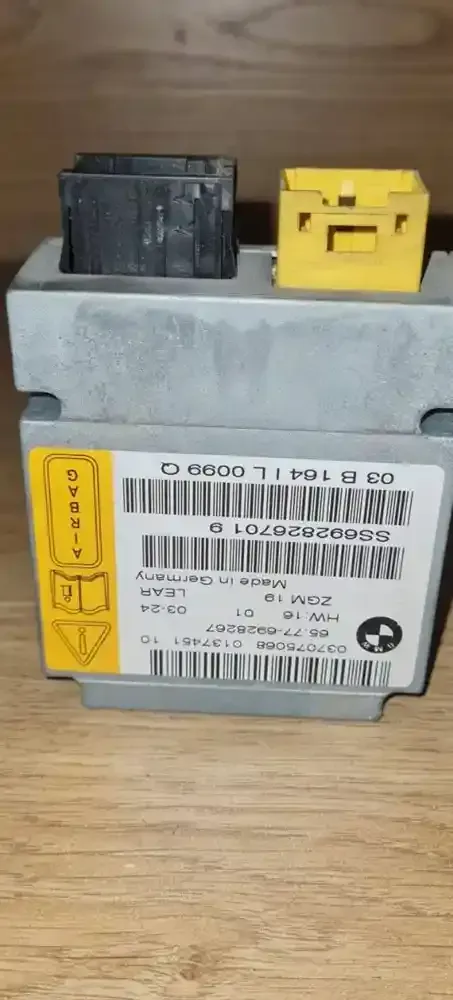 037075068 0137451 10
65.77-6928267
HW:16 01 03-24
ZGM 19 LEAR
Made in Germany
SS692826701 9
03 B 164 I L 0099 Q
AIRBAG
BMW